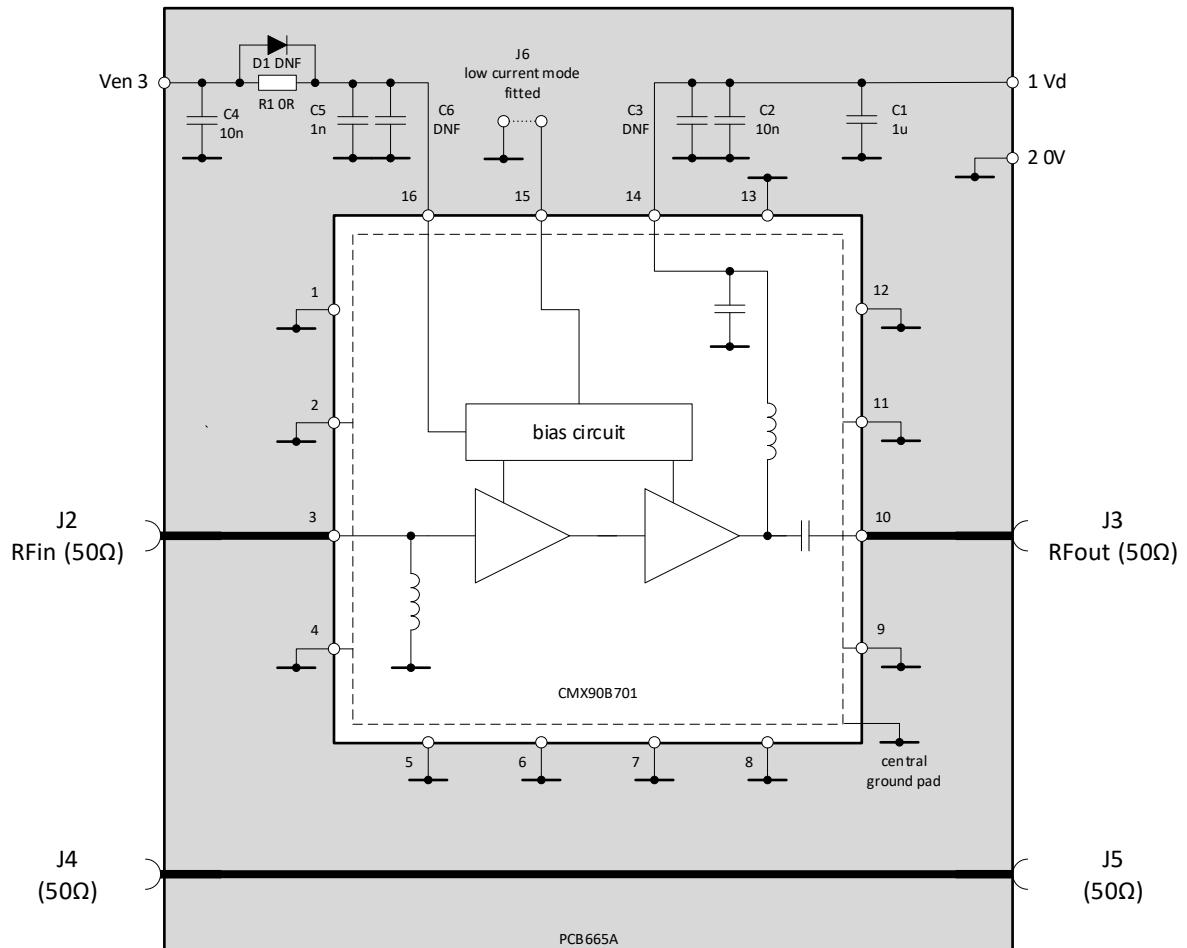 J6
low current mode
fitted
D1 DNF
Ven 3
1 Vd
R1 0R
C4
10n
C5
1n
C6
DNF
C3
DNF
C2
10n
C1
1u
2 0V
16
15
14
13
1
12
2
11
bias circuit
J2
RFin (50Ω)
3
10
J3
RFout (50Ω)
4
9
CMX90B701
5
6
7
8
central
ground pad
J4
(50Ω)
J5
(50Ω)
PCB665A